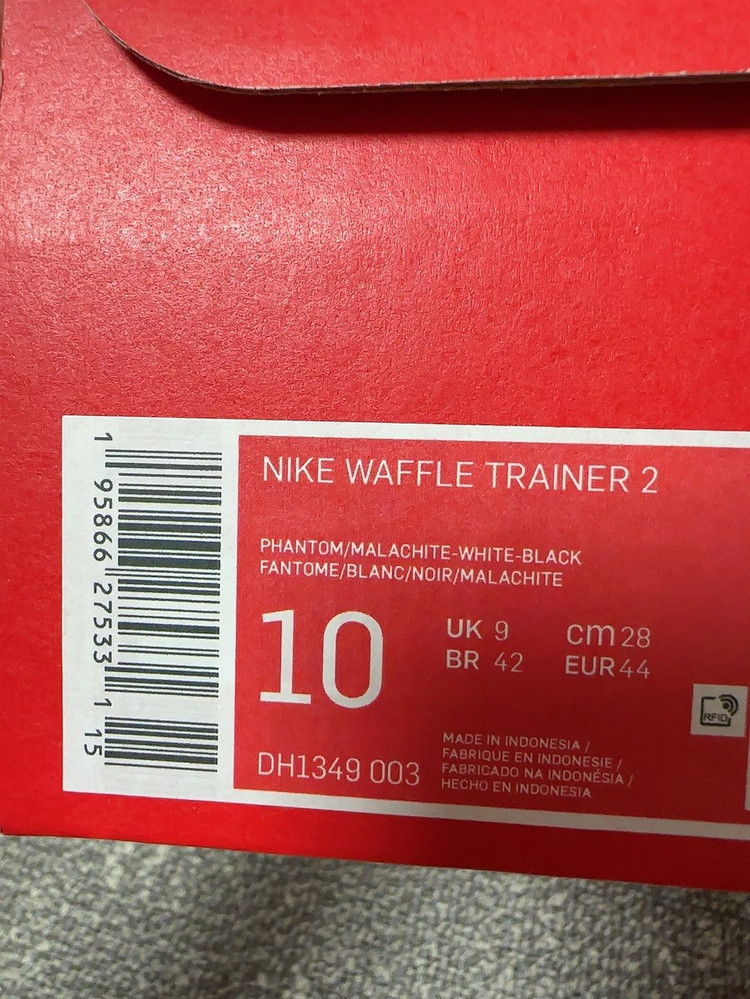 NIKE WAFFLE TRAINER 2
PHANTOM/MALACHITE-WHITE-BLACK
FANTOME/BLANC/NOIR/MALACHITE
10
UK 9
cm 28
BR 42
EUR 44
RFID
DH1349 003
MADE IN INDONESIA /
FABRIQUE EN INDONESIE /
FABRICADO NA INDONÉSIA /
HECHO EN INDONESIA
1 95866 27533 1 15